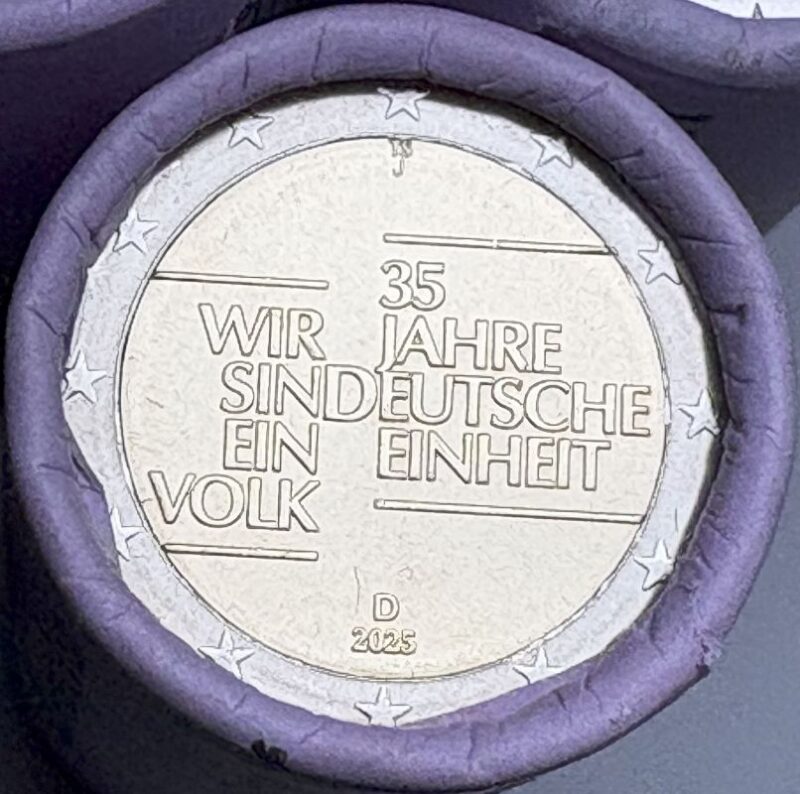 J
35
JAHRE
WIR
SINDEUTSCHE
EIN EINHEIT
VOLK
D
2025